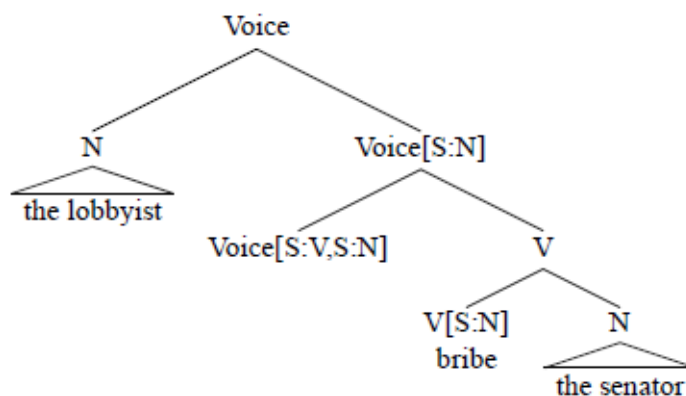 Voice
N Voice[S:N]
the lobbyist
Voice[S:V,S:N] V
V[S:N] N
bribe
the senator